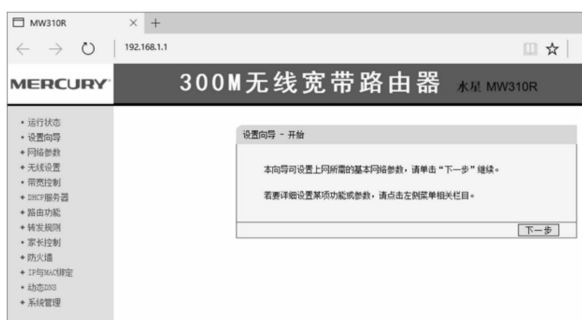 MW310R
192.168.1.1
MERCURY
300M无线宽带路由器 水星 MW310R
• 运行状态
• 设置向导
+ 网络参数
+ 无线设置
• 带宽控制
+ DHCP服务器
+ 路由功能
+ 转发规则
• 家长控制
+ 防火墙
+ IP与MAC绑定
• 动态DNS
+ 系统管理
设置向导 - 开始
本向导可设置上网所需的基本网络参数，请单击“下一步”继续。
若要详细设置某项功能或参数，请点击左侧菜单相关栏目。
下一步